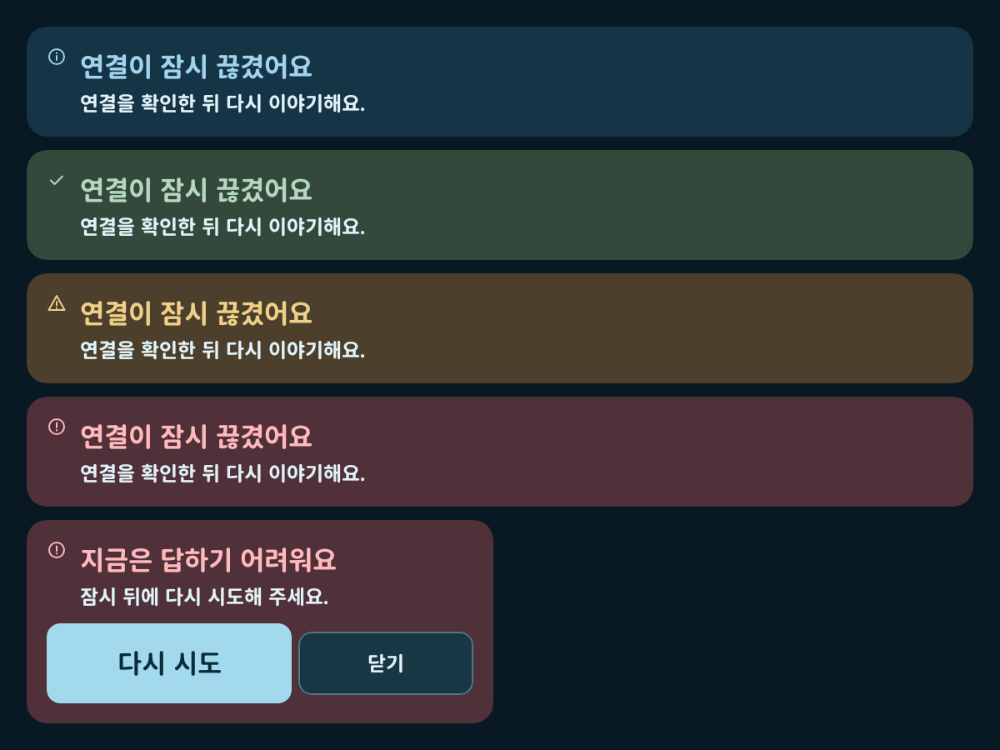 연결이 잠시 끊겼어요
연결을 확인한 뒤 다시 이야기해요.
연결이 잠시 끊겼어요
연결을 확인한 뒤 다시 이야기해요.
연결이 잠시 끊겼어요
연결을 확인한 뒤 다시 이야기해요.
연결이 잠시 끊겼어요
연결을 확인한 뒤 다시 이야기해요.
지금은 답하기 어려워요
잠시 뒤에 다시 시도해 주세요.
다시 시도
닫기